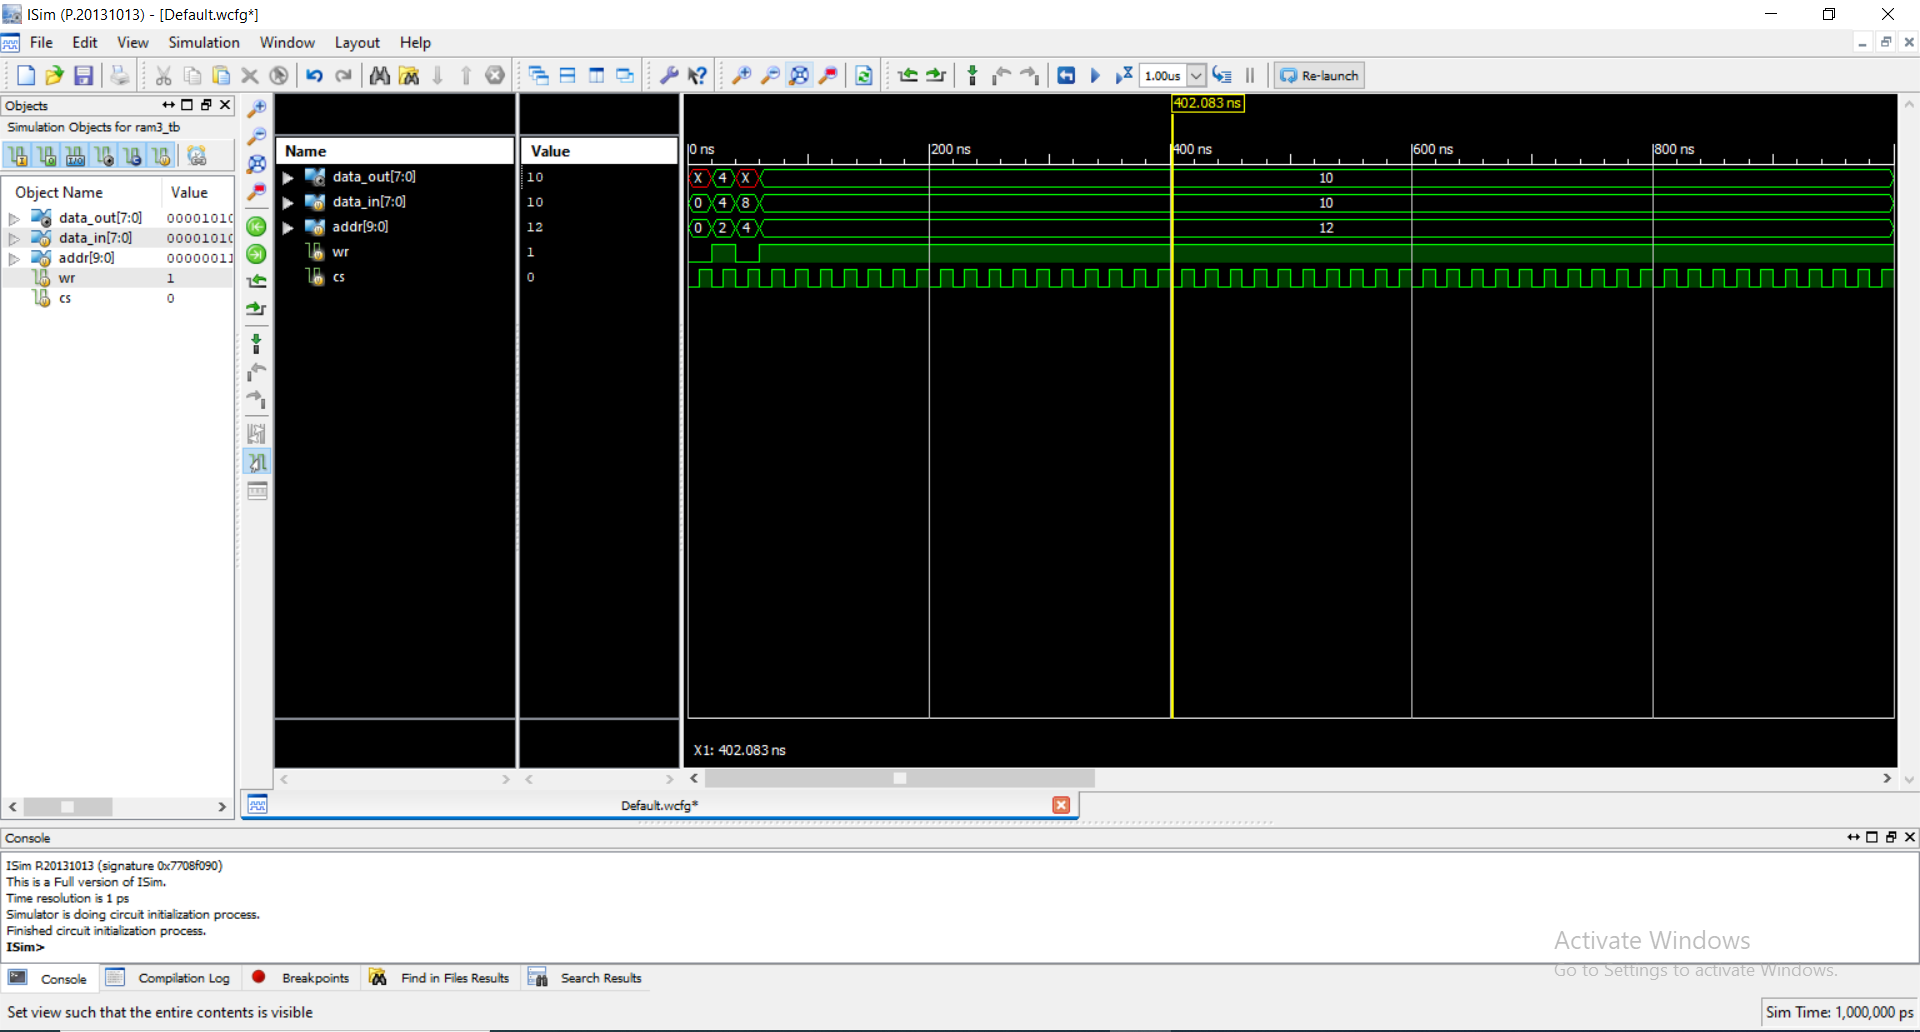 ISim (P.20131013) - [Default.wcfg*]
File Edit View Simulation Window Layout Help
1.00us Re-launch
Objects
Simulation Objects for ram3_tb
Object Name Value
data_out[7:0] 0000101(
data_in[7:0] 0000101(
addr[9:0] 00000011
wr 1
cs 0
Name Value
data_out[7:0] 10
data_in[7:0] 10
addr[9:0] 12
wr 1
cs 0
402.083 ns
0 ns 200 ns 400 ns 600 ns 800 ns
X 4 X 10
0 4 8 10
0 2 4 12
X1: 402.083 ns
Default.wcfg*
Console
ISim P.20131013 (signature 0x7708f090)
This is a Full version of ISim.
Time resolution is 1 ps
Simulator is doing circuit initialization process.
Finished circuit initialization process.
ISim>
Activate Windows
Go to Settings to activate Windows.
Console Compilation Log Breakpoints Find in Files Results Search Results
Set view such that the entire contents is visible
Sim Time: 1,000,000 ps